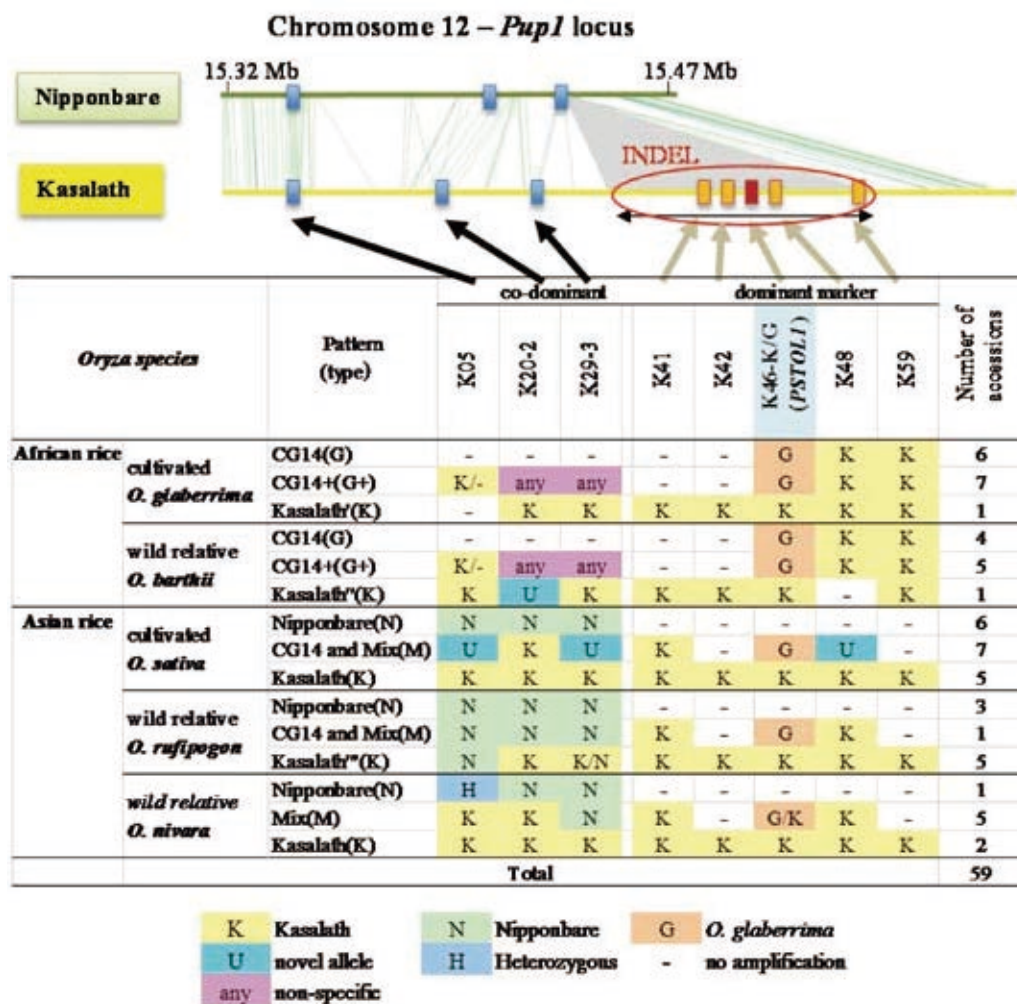 Chromosome 12 – Pup1 locus
15.32 Mb 15.47 Mb
Nipponbare
INDEL
Kasalath
co-dominant dominant marker
Oryza species Pattern (type) K05 K20-2 K29-3 K41 K42 K46-K/G (PSTOL1) K48 K59 Number of accessions
African rice cultivated O. glaberrima CG14(G) - - - - - G K K 6
CG14+(G+) K/- any any - - G K K 7
Kasalath'(K) - K K K K K K K 1
wild relative O. barthii CG14(G) - - - - - G K K 4
CG14+(G+) K/- any any - - G K K 5
Kasalath''(K) K U K K K K - K 1
Asian rice cultivated O. sativa Nipponbare(N) N N N - - - - - 6
CG14 and Mix(M) U K U K - G U - 7
Kasalath(K) K K K K K K K K 5
wild relative O. rufipogon Nipponbare(N) N N N - - - - - 3
CG14 and Mix(M) N N N K - G K - 1
Kasalath'''(K) N K K/N K K K K K 5
wild relative O. nivara Nipponbare(N) H N N - - - - - 1
Mix(M) K K N K - G/K K - 5
Kasalath(K) K K K K K K K K 2
Total 59
K Kasalath N Nipponbare G O. glaberrima
U novel allele H Heterozygous - no amplification
any non-specific